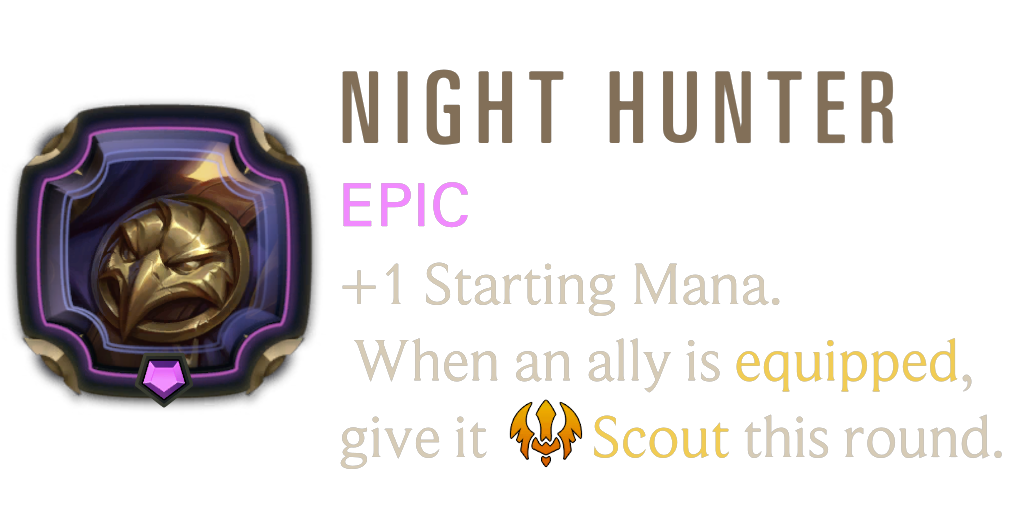 NIGHT HUNTER
EPIC
+1 Starting Mana.
When an ally is equipped,
give it Scout this round.